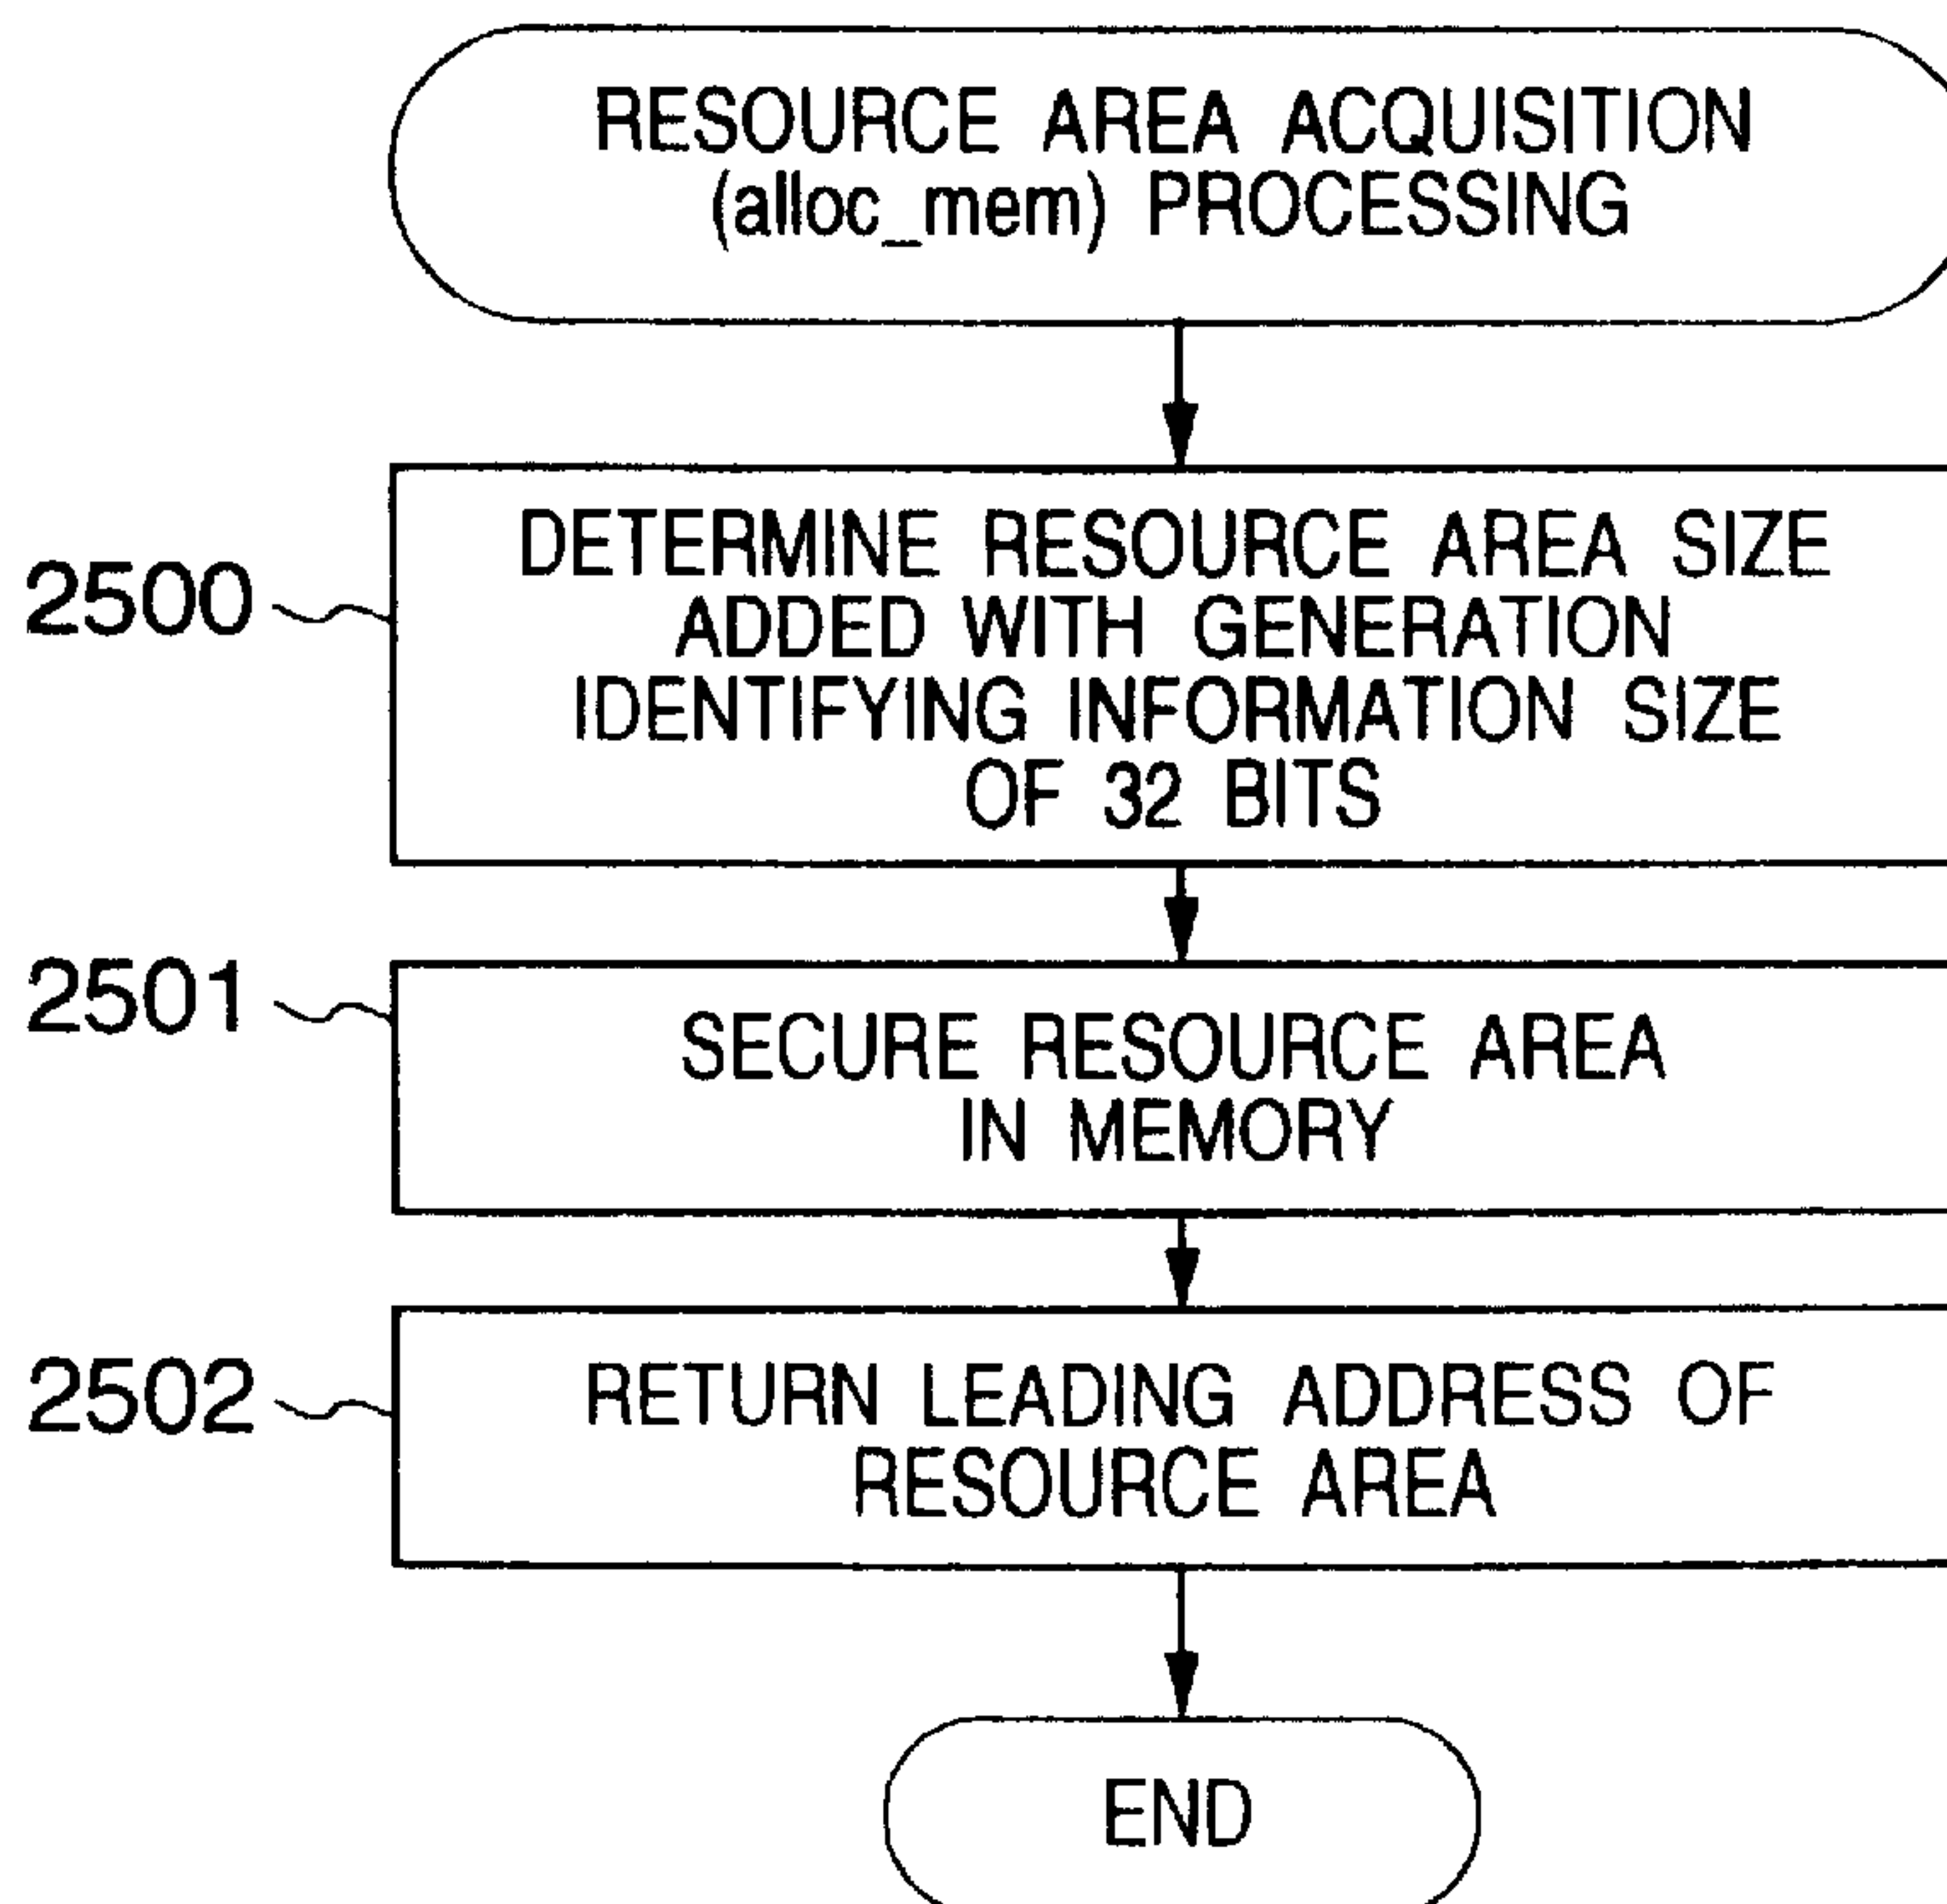 RESOURCE AREA ACQUISITION
(alloc_mem) PROCESSING
2500
DETERMINE RESOURCE AREA SIZE
ADDED WITH GENERATION
IDENTIFYING INFORMATION SIZE
OF 32 BITS
2501
SECURE RESOURCE AREA
IN MEMORY
2502
RETURN LEADING ADDRESS OF
RESOURCE AREA
END